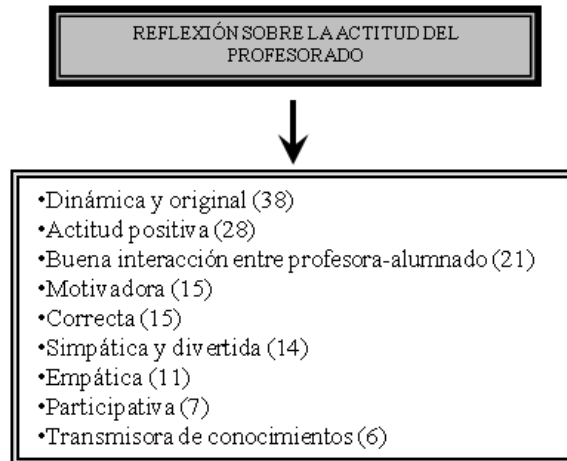 REFLEXIÓN SOBRE LA ACTITUD DEL
PROFESORADO
•Dinámica y original (38)
•Actitud positiva (28)
•Buena interacción entre profesora-alumnado (21)
•Motivadora (15)
•Correcta (15)
•Simpática y divertida (14)
•Empática (11)
•Participativa (7)
•Transmisora de conocimientos (6)